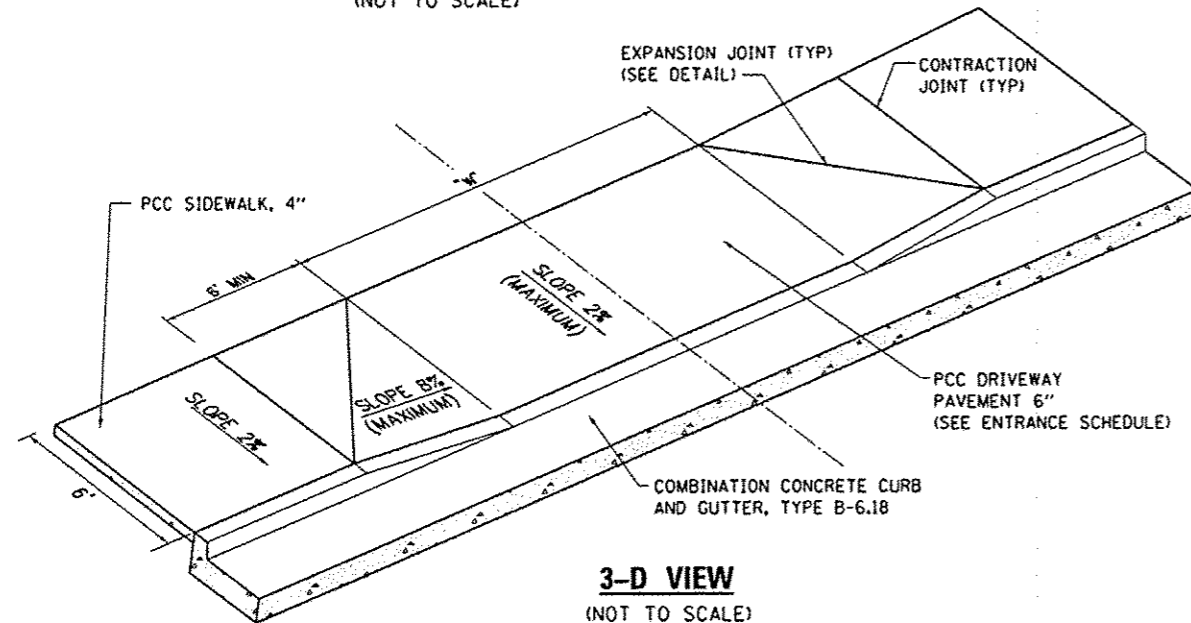 (NOT TO SCALE)
EXPANSION JOINT (TYP)
(SEE DETAIL)
CONTRACTION
JOINT (TYP)
"W"
PCC SIDEWALK, 4"
6' MIN
SLOPE 2%
(MAXIMUM)
SLOPE 8%
(MAXIMUM)
SLOPE 2%
6'
PCC DRIVEWAY
PAVEMENT 6"
(SEE ENTRANCE SCHEDULE)
COMBINATION CONCRETE CURB
AND GUTTER, TYPE B-6.18
3-D VIEW
(NOT TO SCALE)